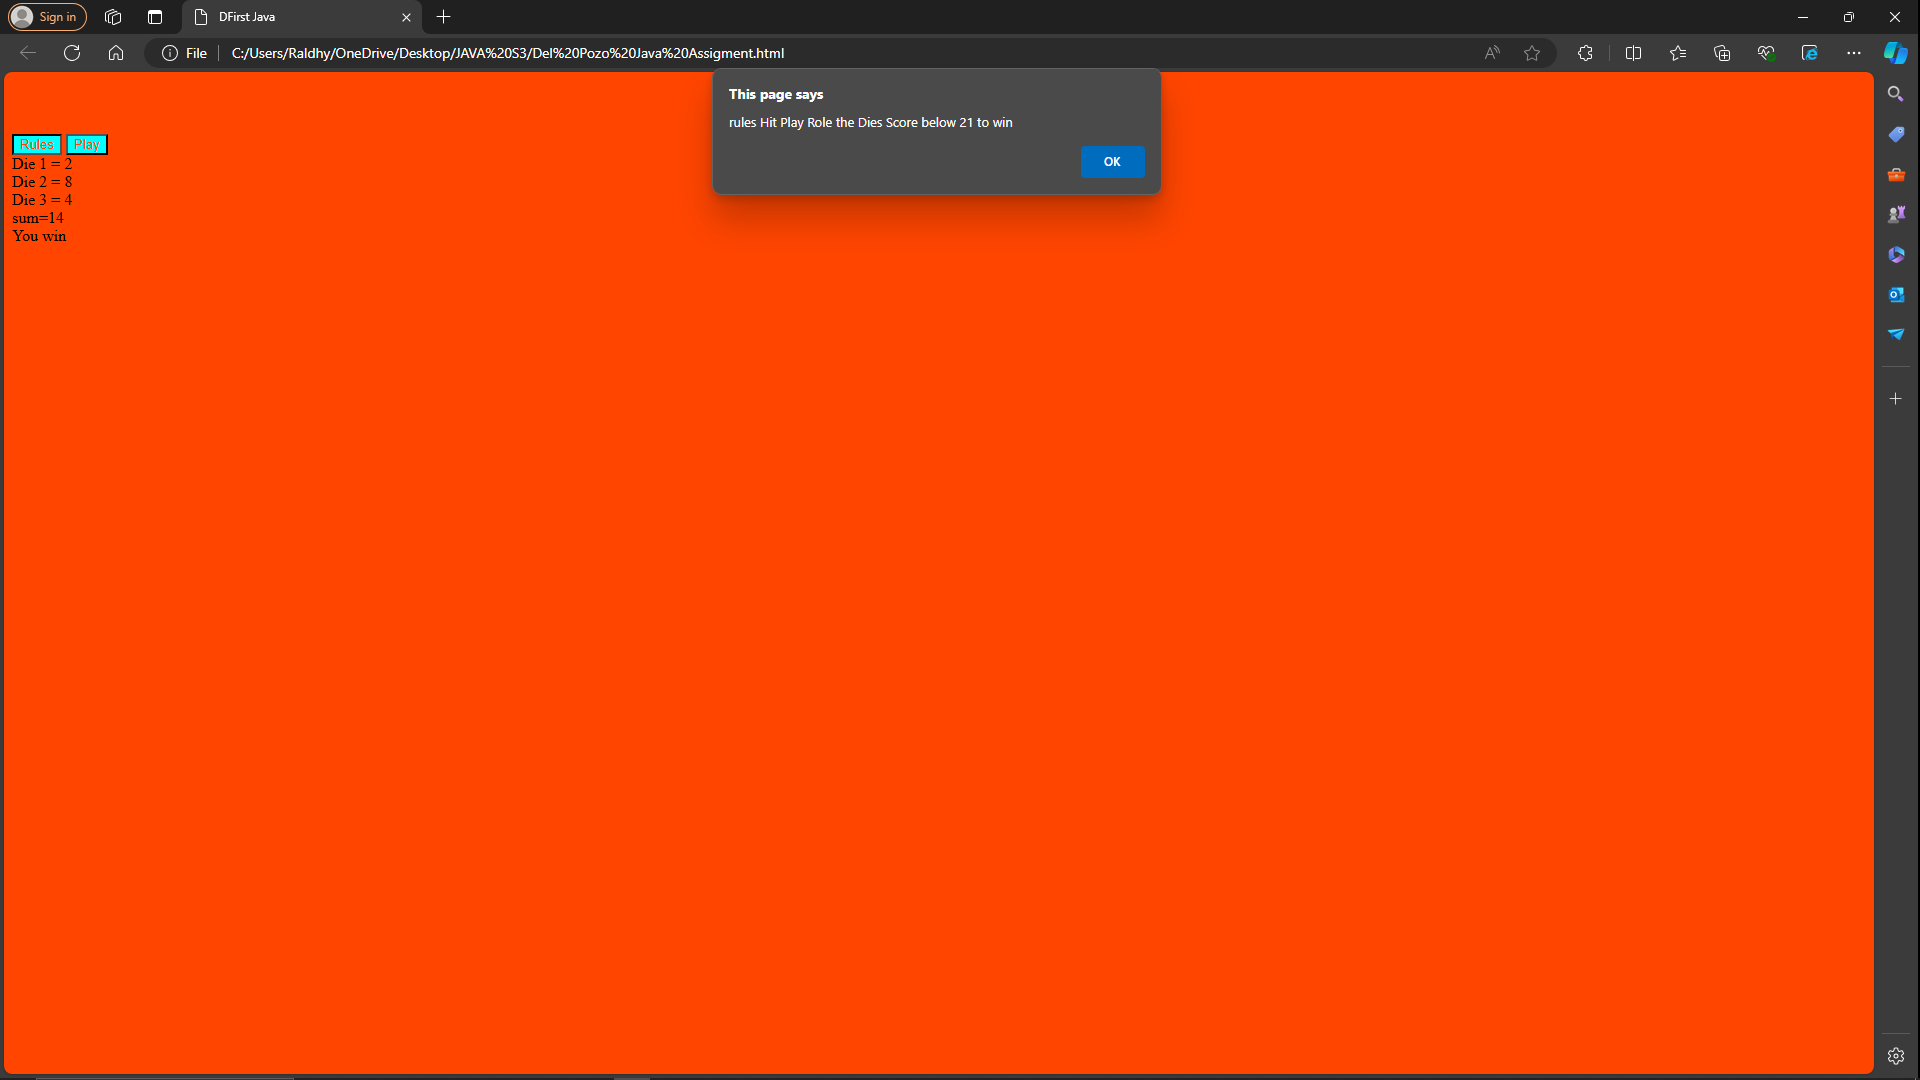 Sign in
DFirst Java
File
C:/Users/Raldhy/OneDrive/Desktop/JAVA%20S3/Del%20Pozo%20Java%20Assigment.html
This page says
rules Hit Play Role the Dies Score below 21 to win
OK
Rules Play
Die 1 = 2
Die 2 = 8
Die 3 = 4
sum=14
You win